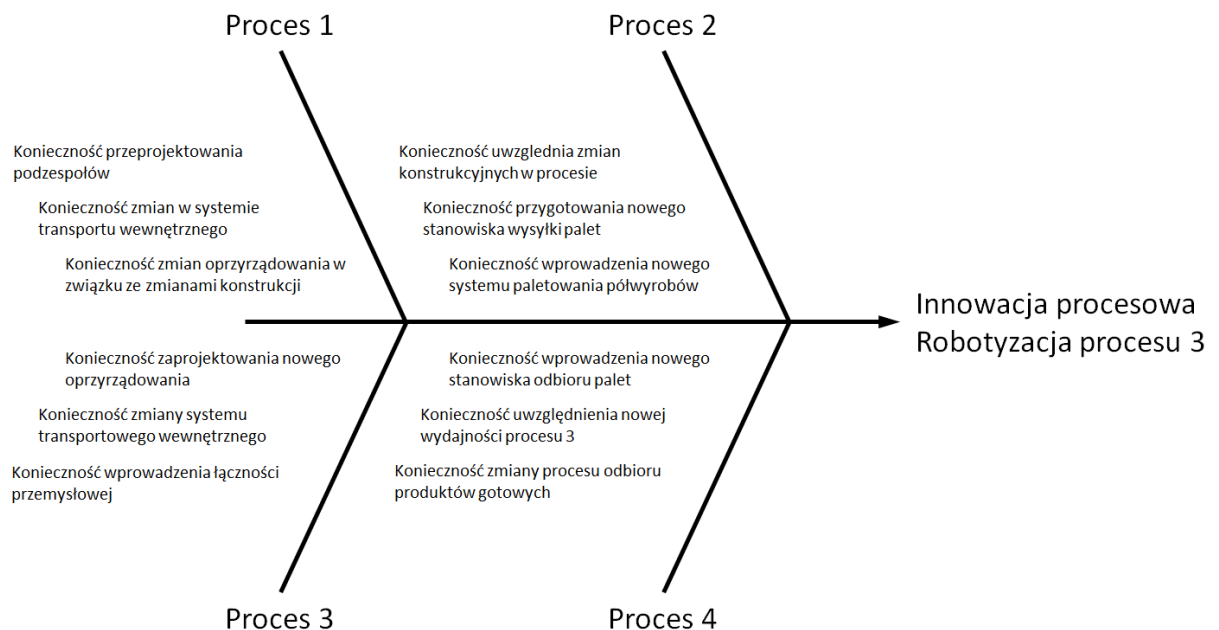 Proces 1
Proces 2
Konieczność przeprojektowania
podzespołów
Konieczność zmian w systemie
transportu wewnętrznego
Konieczność zmian oprzyrządowania w
związku ze zmianami konstrukcji
Konieczność uwzglednia zmian
konstrukcyjnych w procesie
Konieczność przygotowania nowego
stanowiska wysyłki palet
Konieczność wprowadzenia nowego
systemu paletowania półwyrobów
Innowacja procesowa
Robotyzacja procesu 3
Konieczność zaprojektowania nowego
oprzyrządowania
Konieczność zmiany systemu
transportowego wewnętrznego
Konieczność wprowadzenia łączności
przemysłowej
Konieczność wprowadzenia nowego
stanowiska odbioru palet
Konieczność uwzględnienia nowej
wydajności procesu 3
Konieczność zmiany procesu odbioru
produktów gotowych
Proces 3
Proces 4